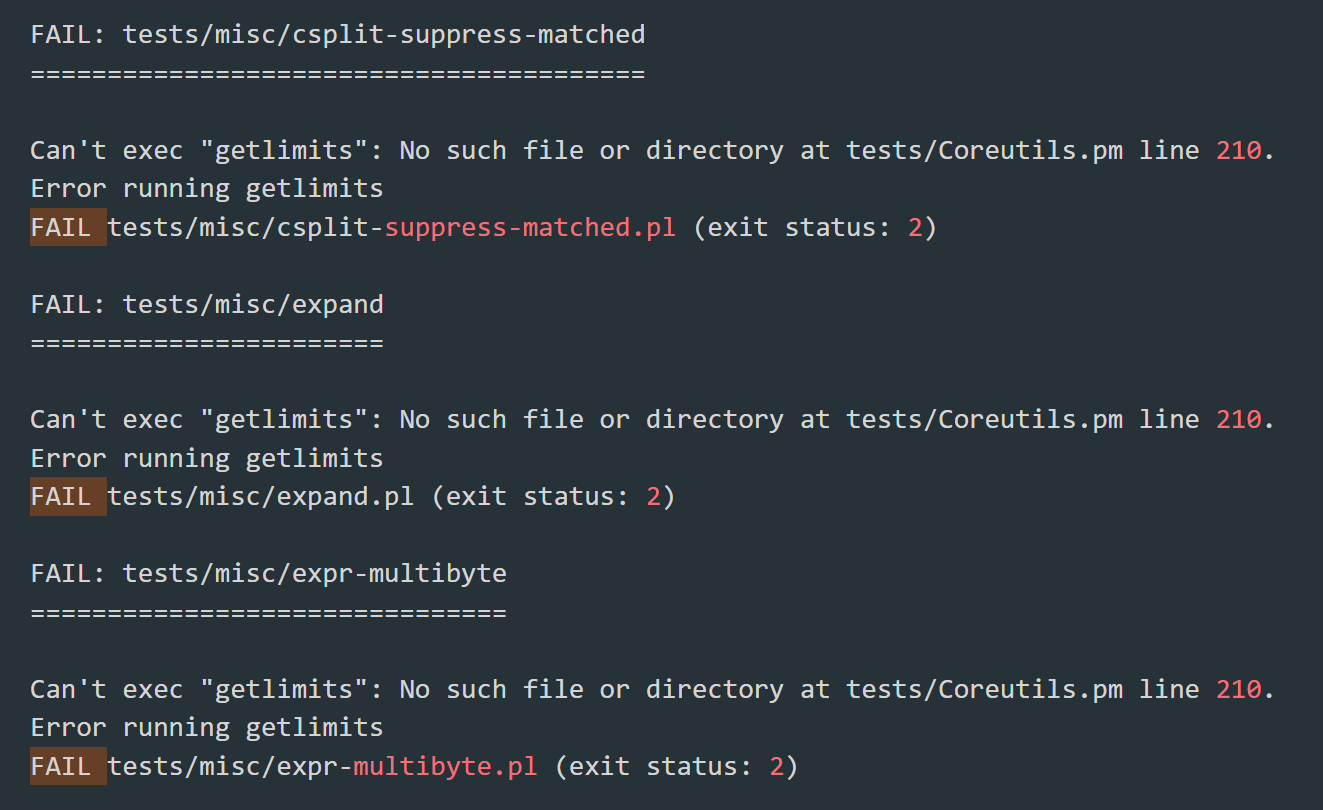 FAIL: tests/misc/csplit-suppress-matched
========================================
Can't exec "getlimits": No such file or directory at tests/Coreutils.pm line 210.
Error running getlimits
FAIL tests/misc/csplit-suppress-matched.pl (exit status: 2)
FAIL: tests/misc/expand
=======================
Can't exec "getlimits": No such file or directory at tests/Coreutils.pm line 210.
Error running getlimits
FAIL tests/misc/expand.pl (exit status: 2)
FAIL: tests/misc/expr-multibyte
===============================
Can't exec "getlimits": No such file or directory at tests/Coreutils.pm line 210.
Error running getlimits
FAIL tests/misc/expr-multibyte.pl (exit status: 2)